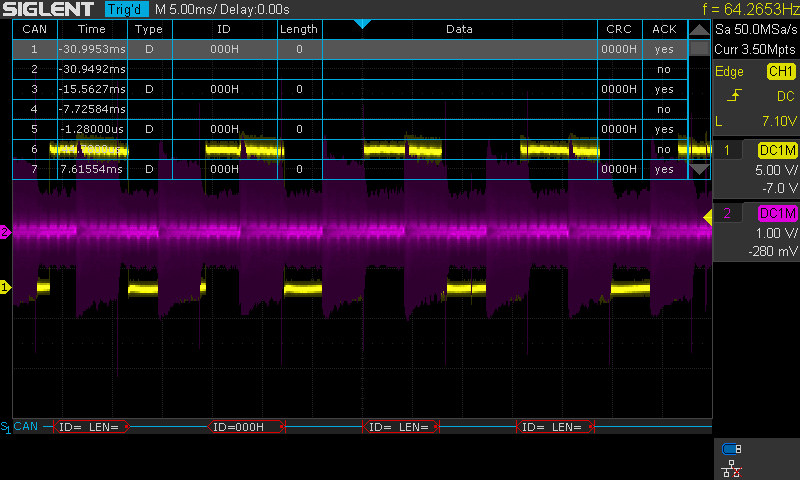 SIGLENT Trig'd M 5.00ms/ Delay:0.00s f = 64.2653Hz
Sa 50.0MSa/s
Curr 3.50Mpts
CAN Time Type ID Length Data CRC ACK
1 -30.9953ms D 000H 0 0000H yes
2 -30.9492ms no
3 -15.5627ms D 000H 0 0000H yes
4 -7.72584ms no
5 -1.28000us D 000H 0 0000H yes
6 no
7 7.61554ms D 000H 0 0000H yes
Edge CH1
DC
L 7.10V
1 DC1M
5.00 V/
-7.0 V
2 DC1M
1.00 V/
-280 mV
2
1
S1 CAN ID= LEN= ID=000H ID= LEN= ID= LEN=